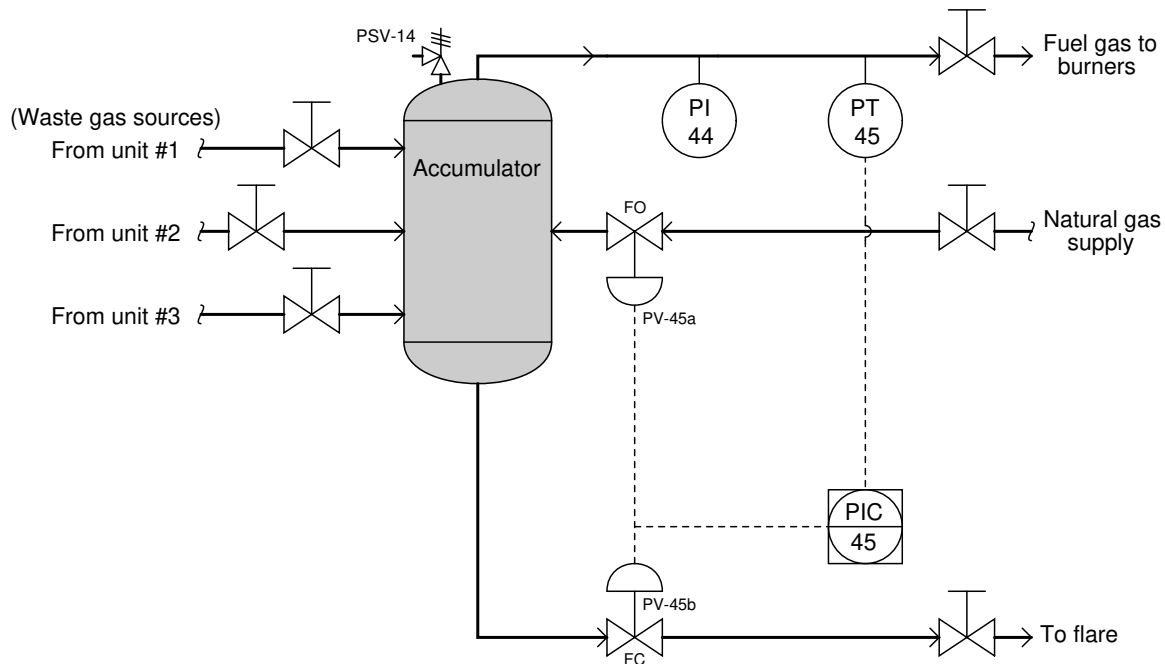 PSV-14
Fuel gas to
burners
PI
44
PT
45
(Waste gas sources)
From unit #1
Accumulator
From unit #2
FO
Natural gas
supply
From unit #3
PV-45a
PIC
45
PV-45b
FC
To flare